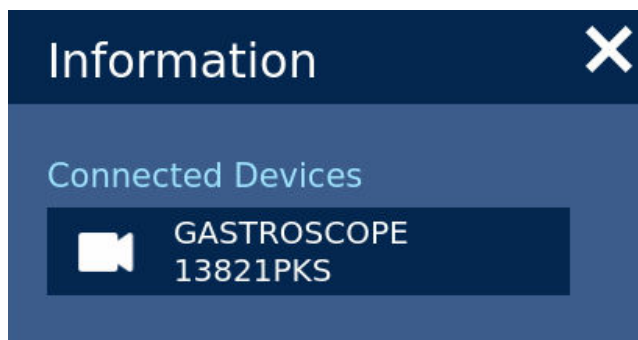 Information
Connected Devices
GASTROSCOPE
13821PKS